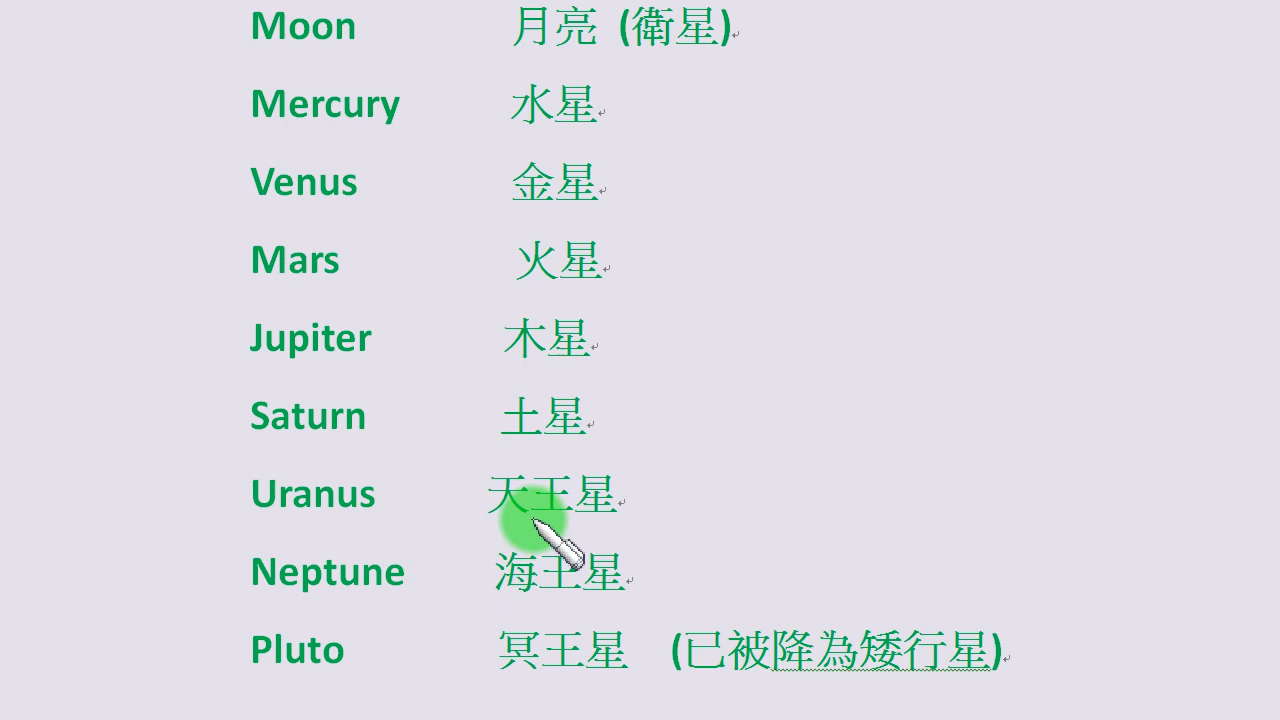 Moon 月亮 (衛星)
Mercury 水星
Venus 金星
Mars 火星
Jupiter 木星
Saturn 土星
Uranus 天王星
Neptune 海王星
Pluto 冥王星 (已被降為矮行星)